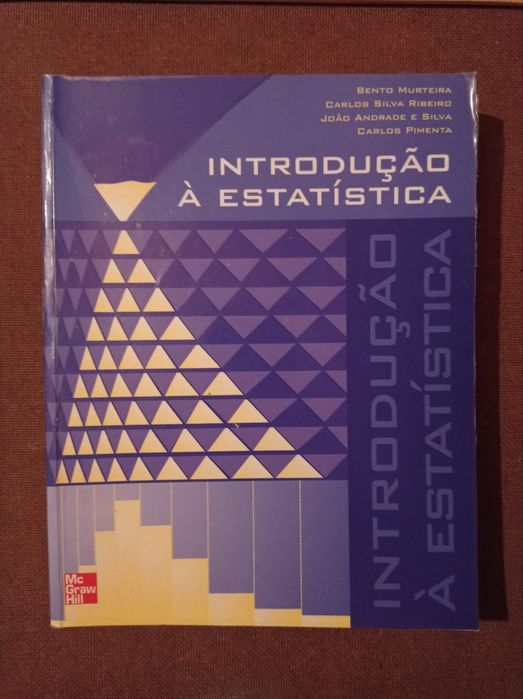 BENTO MURTEIRA
CARLOS SILVA RIBEIRO
JOÃO ANDRADE E SILVA
CARLOS PIMENTA
INTRODUÇÃO
À ESTATÍSTICA
INTRODUÇÃO
À ESTATÍSTICA
Mc
Graw
Hill